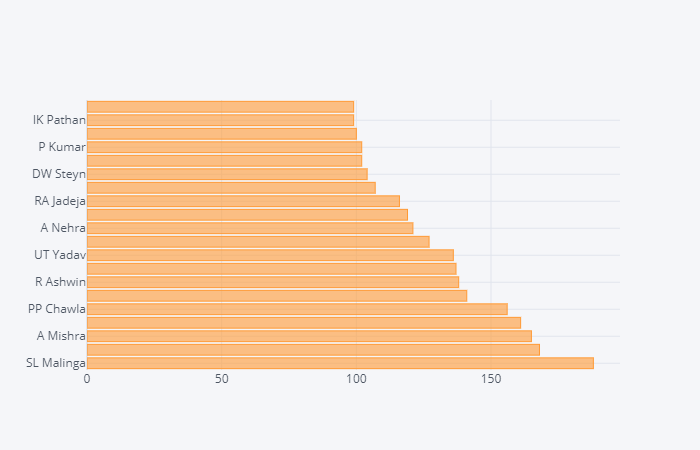 IK Pathan
P Kumar
DW Steyn
RA Jadeja
A Nehra
UT Yadav
R Ashwin
PP Chawla
A Mishra
SL Malinga
0 50 100 150